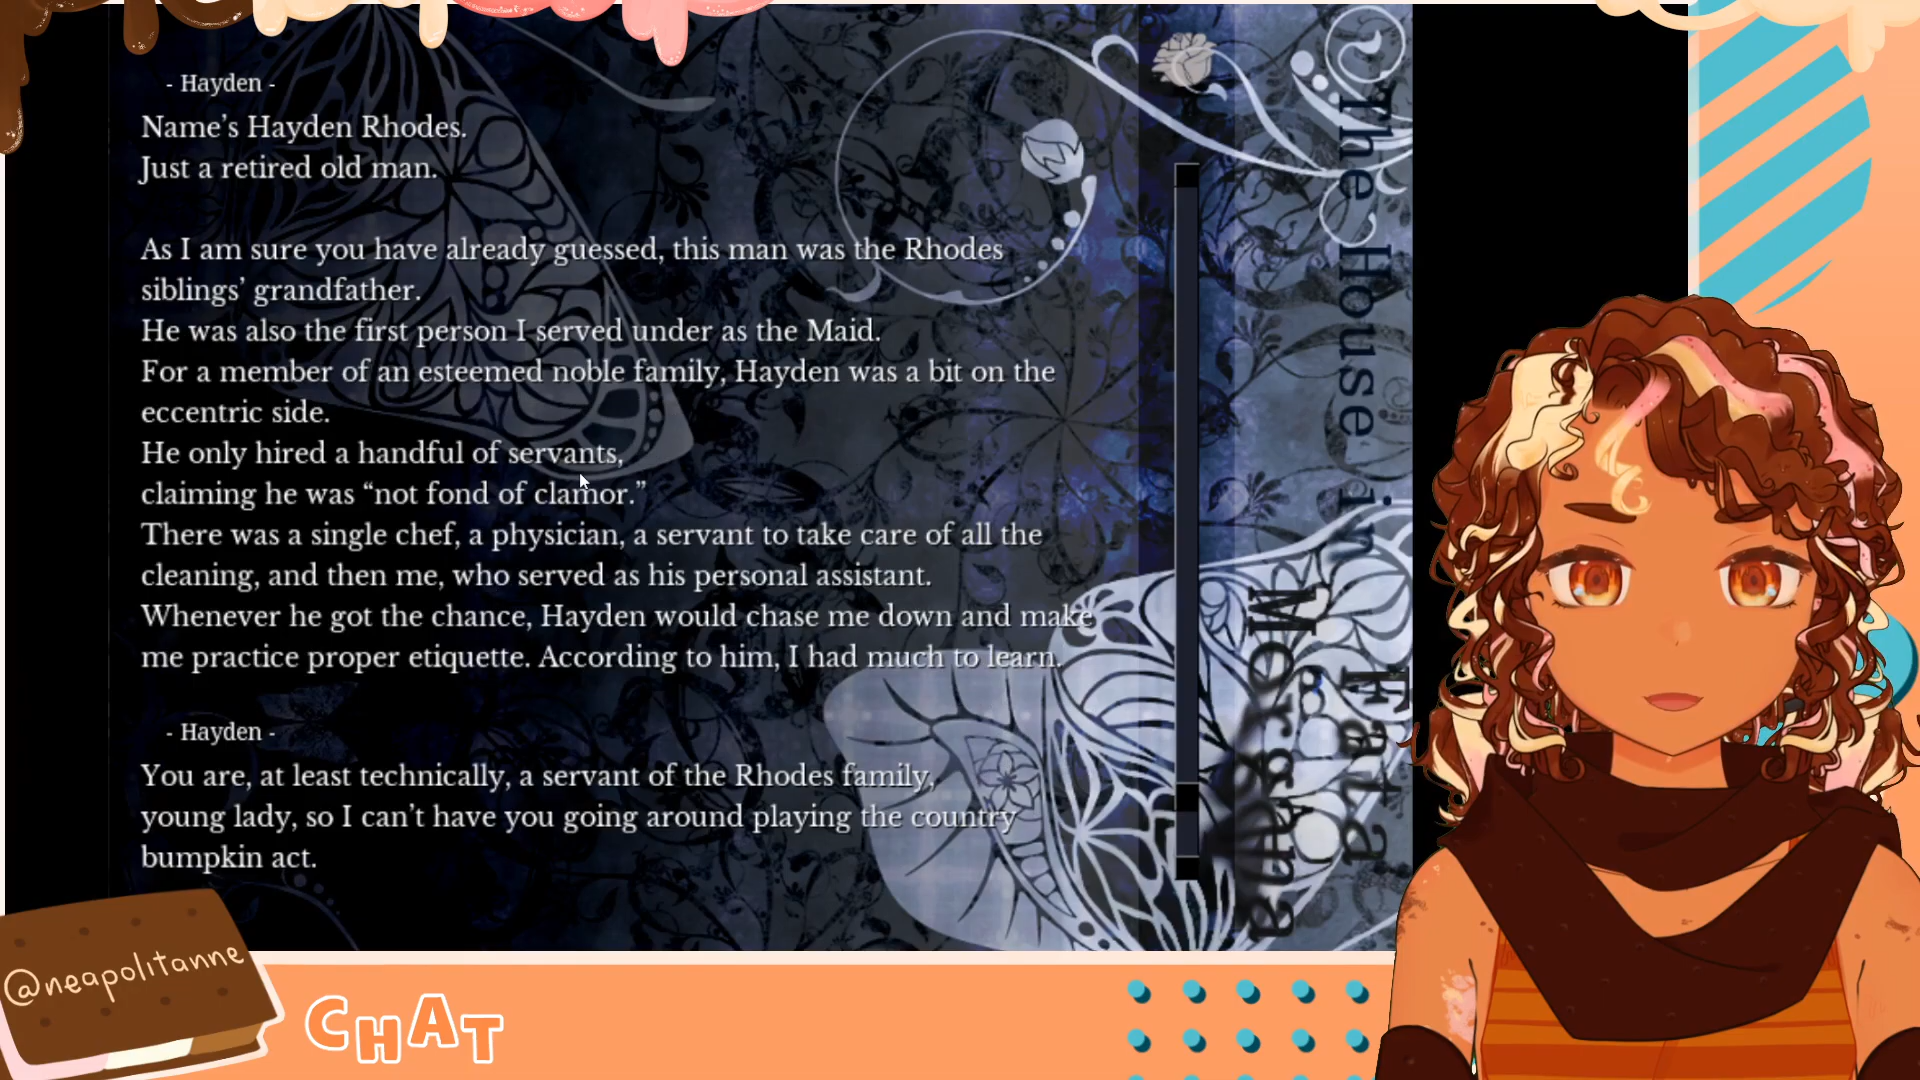 - Hayden -
Name’s Hayden Rhodes.
Just a retired old man.
As I am sure you have already guessed, this man was the Rhodes
siblings’ grandfather.
He was also the first person I served under as the Maid.
For a member of an esteemed noble family, Hayden was a bit on the
eccentric side.
He only hired a handful of servants,
claiming he was “not fond of clamor.”
There was a single chef, a physician, a servant to take care of all the
cleaning, and then me, who served as his personal assistant.
Whenever he got the chance, Hayden would chase me down and make
me practice proper etiquette. According to him, I had much to learn.
- Hayden -
You are, at least technically, a servant of the Rhodes family,
young lady, so I can’t have you going around playing the country
bumpkin act.
The House in
Fata
Morgana
@neapolitanne
CHAT